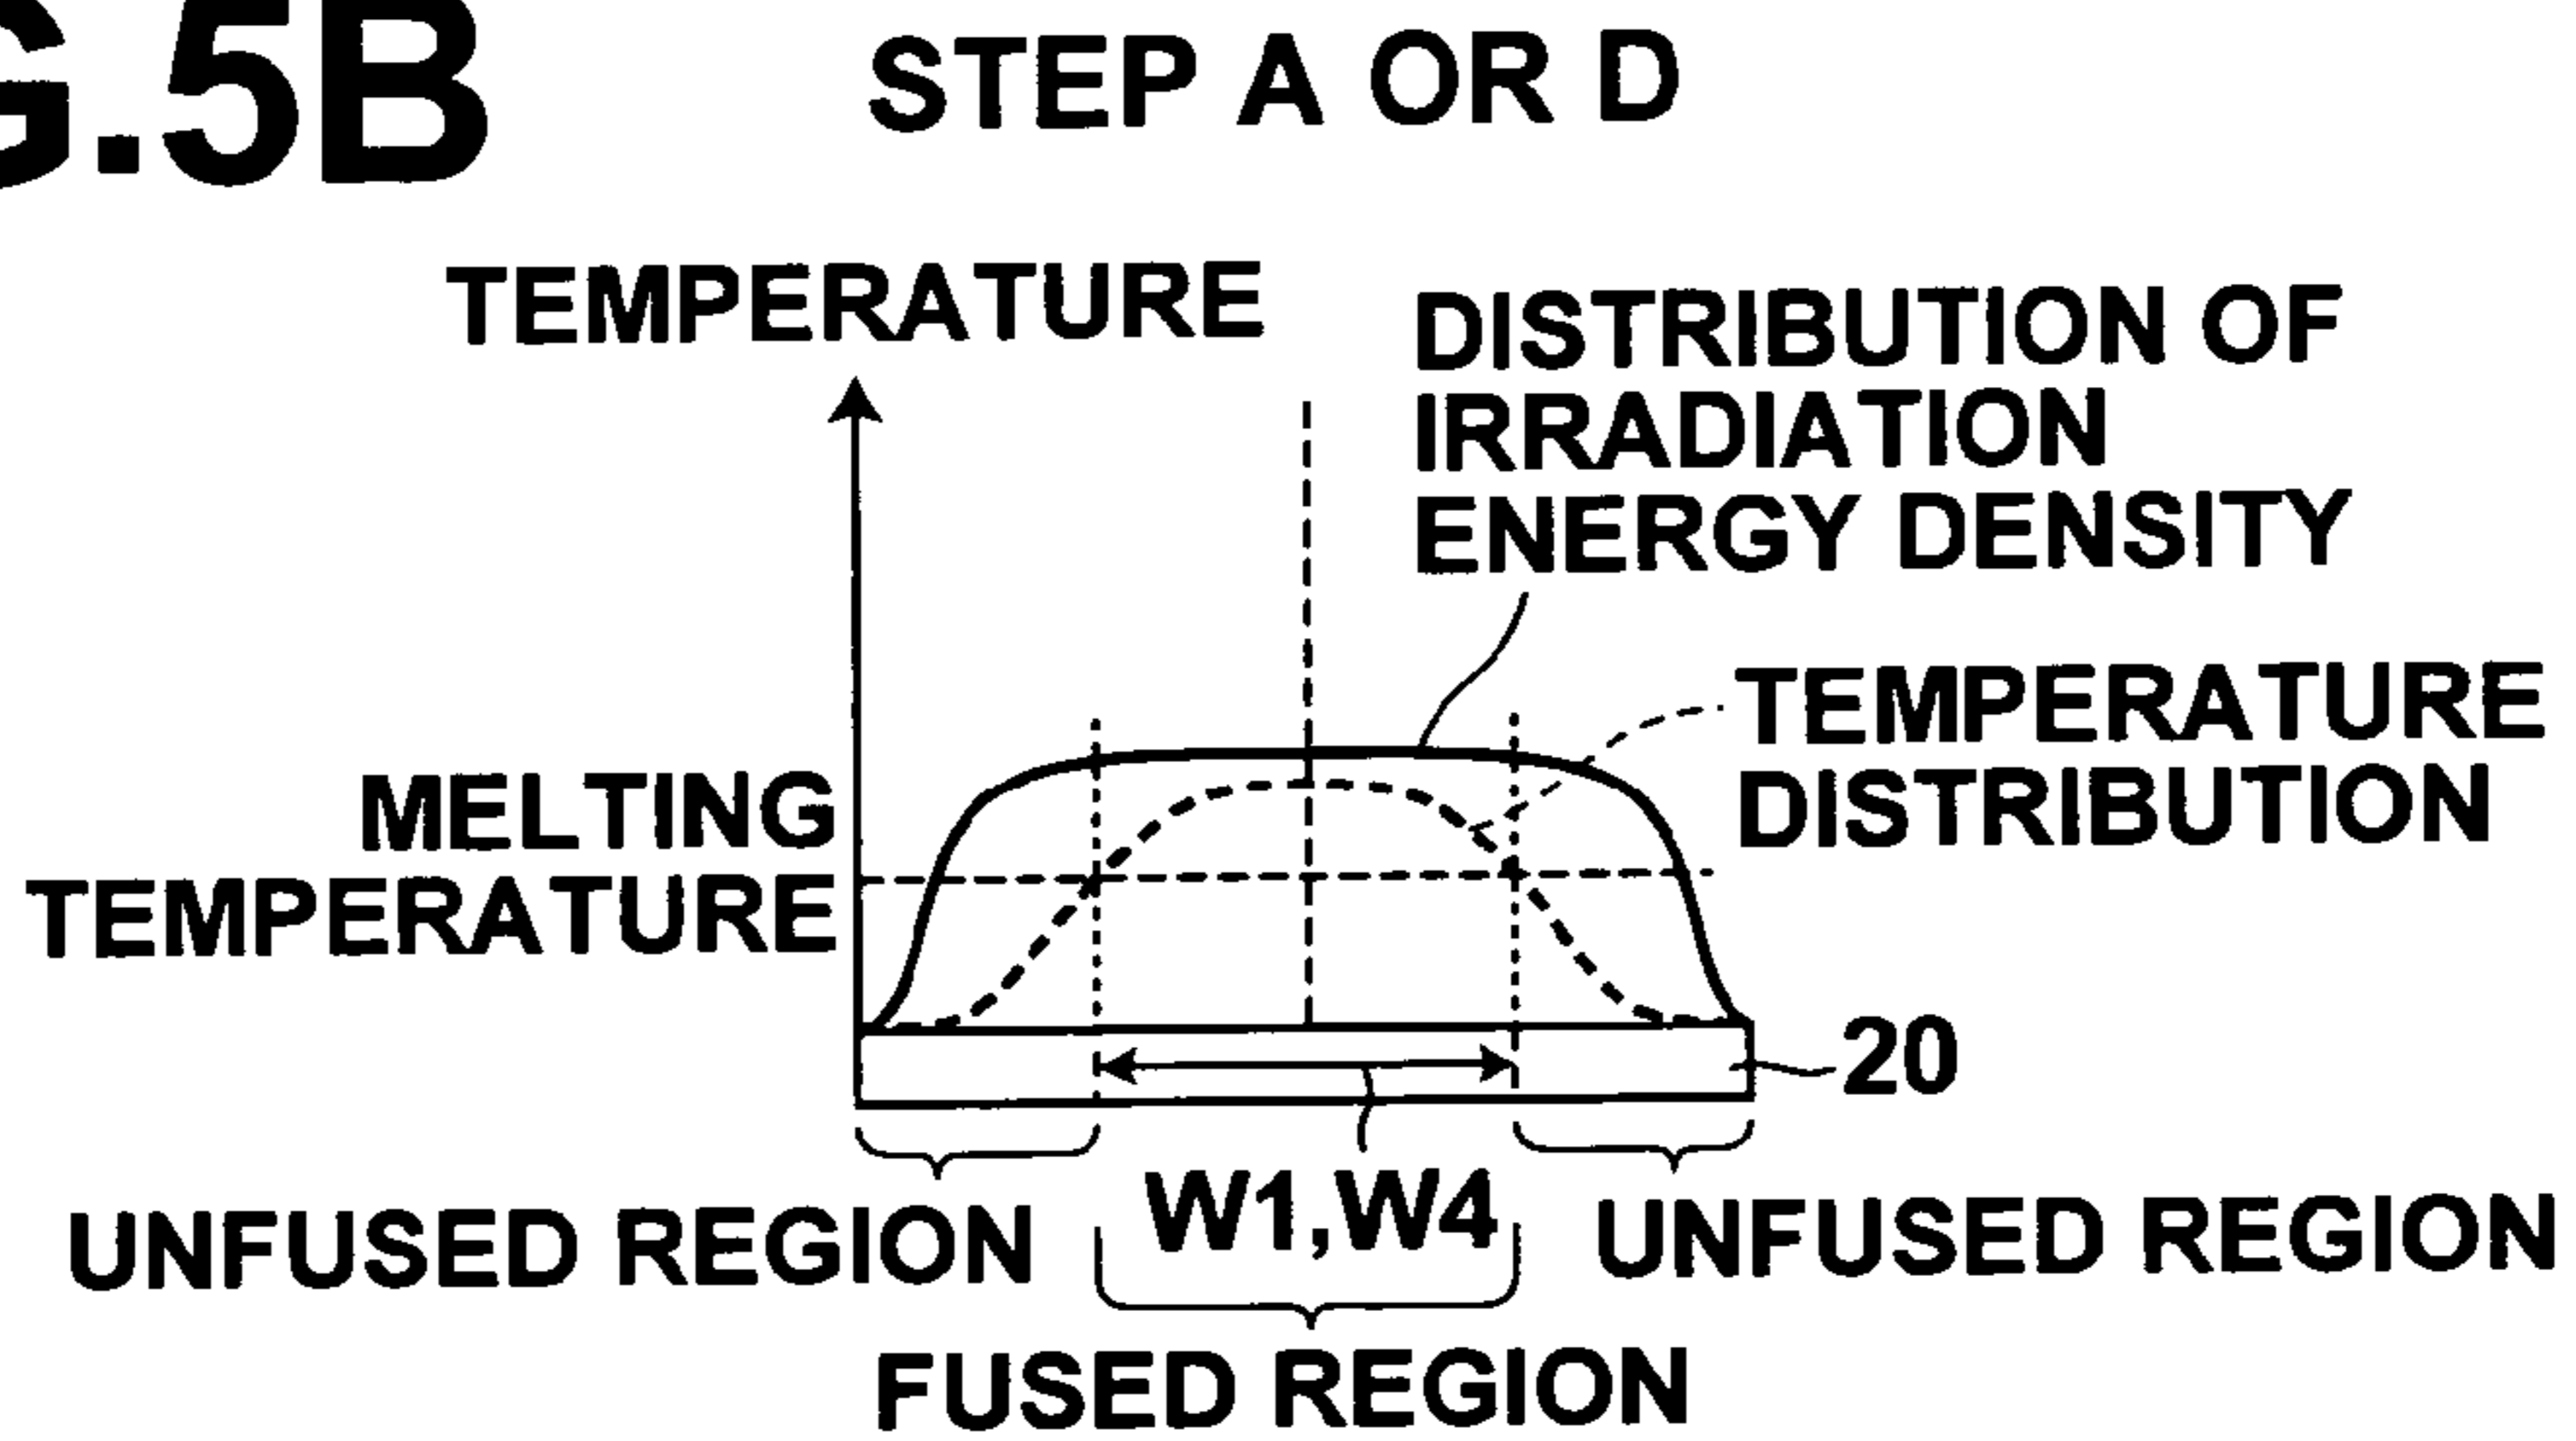 G.5B
STEP A OR D
TEMPERATURE
DISTRIBUTION OF
IRRADIATION
ENERGY DENSITY
TEMPERATURE
DISTRIBUTION
MELTING
TEMPERATURE
20
UNFUSED REGION
W1,W4
UNFUSED REGION
FUSED REGION